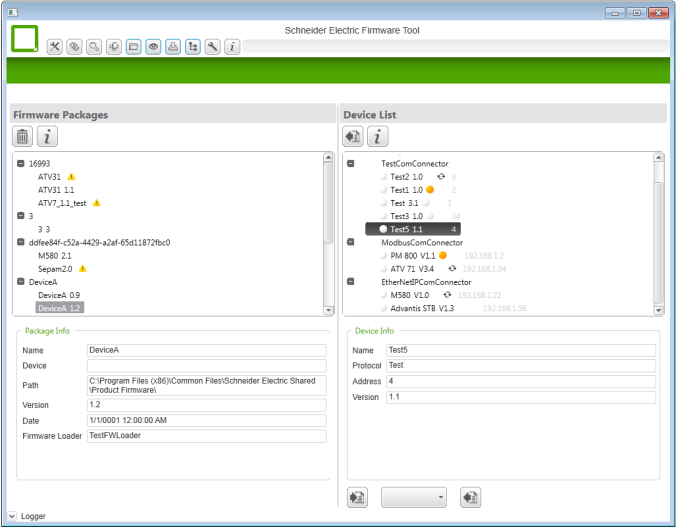 Schneider Electric Firmware Tool
Firmware Packages
16993
ATV31
ATV31 1.1
ATV7_1.1_test
3
3 3
ddfee84f-c52a-4429-a2af-65d11872fbc0
M580 2.1
Sepam2.0
DeviceA
DeviceA 0.9
DeviceA 1.2
Package Info
Name DeviceA
Device
Path C:\Program Files (x86)\Common Files\Schneider Electric Shared
\Product Firmware\
Version 1.2
Date 1/1/0001 12:00:00 AM
Firmware Loader TestFWLoader
Device List
TestComConnector
Test2 1.0 3
Test1 1.0 2
Test 3.1 1
Test3 1.0 34
Test5 1.1 4
ModbusComConnector
PM 800 V1.1 192.168.1.2
ATV 71 V3.4 192.168.1.34
EtherNetIPComConnector
M580 V1.0 192.168.1.22
Advantis STB V1.3 192.168.1.56
Device Info
Name Test5
Protocol Test
Address 4
Version 1.1
Logger